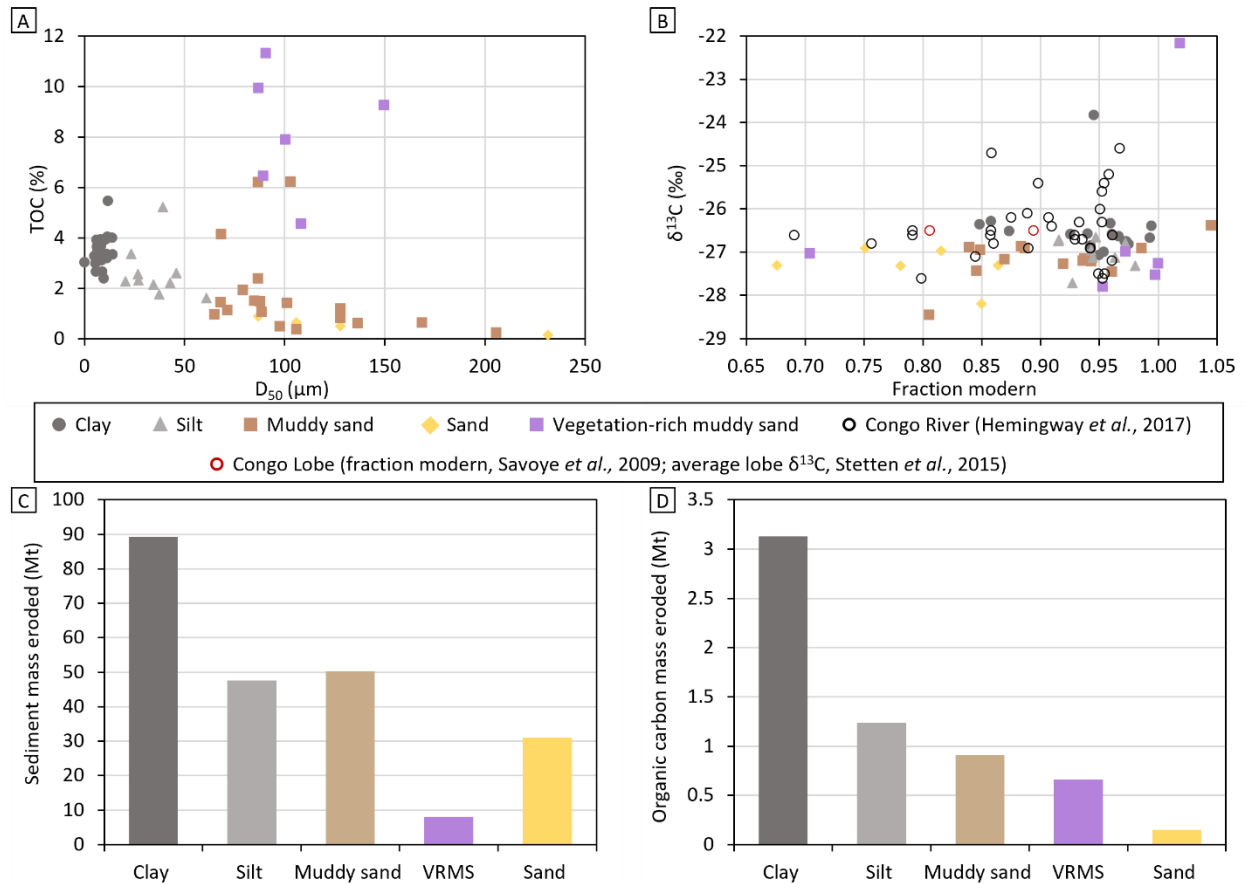 A
TOC (%)
12
10
8
6
4
2
0
0 50 100 150 200 250
D₅₀ (µm)
B
δ¹³C (‰)
-22
-23
-24
-25
-26
-27
-28
-29
0.65 0.70 0.75 0.80 0.85 0.90 0.95 1.00 1.05
Fraction modern
Clay Silt Muddy sand Sand Vegetation-rich muddy sand Congo River (Hemingway et al., 2017)
Congo Lobe (fraction modern, Savoye et al., 2009; average lobe δ¹³C, Stetten et al., 2015)
C
Sediment mass eroded (Mt)
100
90
80
70
60
50
40
30
20
10
0
Clay Silt Muddy sand VRMS Sand
D
Organic carbon mass eroded (Mt)
3.5
3
2.5
2
1.5
1
0.5
0
Clay Silt Muddy sand VRMS Sand